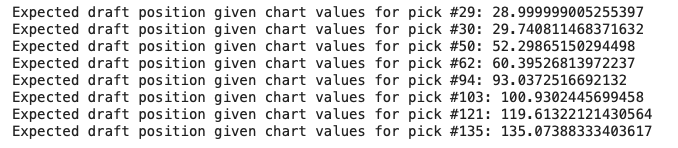 Expected draft position given chart values for pick #29: 28.999999005255397
Expected draft position given chart values for pick #30: 29.740811468371632
Expected draft position given chart values for pick #50: 52.29865150294498
Expected draft position given chart values for pick #62: 60.39526813972237
Expected draft position given chart values for pick #94: 93.0372516692132
Expected draft position given chart values for pick #103: 100.9302445699458
Expected draft position given chart values for pick #121: 119.61322121430564
Expected draft position given chart values for pick #135: 135.07388333403617